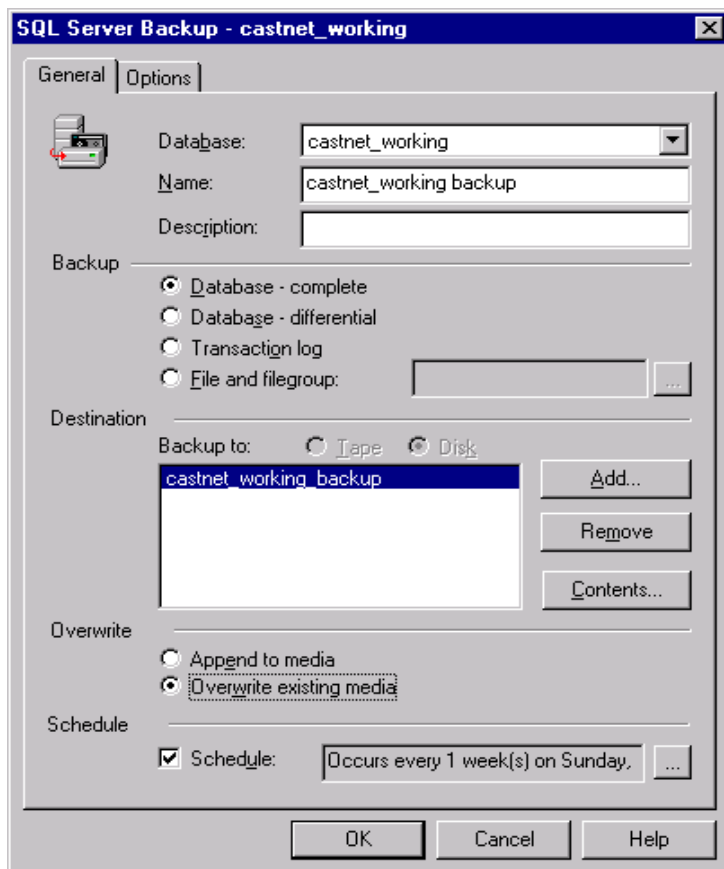 SQL Server Backup - castnet_working
General Options
Database: castnet_working
Name: castnet_working backup
Description:
Backup
Database - complete
Database - differential
Transaction log
File and filegroup: ...
Destination
Backup to: Tape Disk
castnet_working_backup
Add...
Remove
Contents...
Overwrite
Append to media
Overwrite existing media
Schedule
Schedule: Occurs every 1 week(s) on Sunday, ...
OK Cancel Help